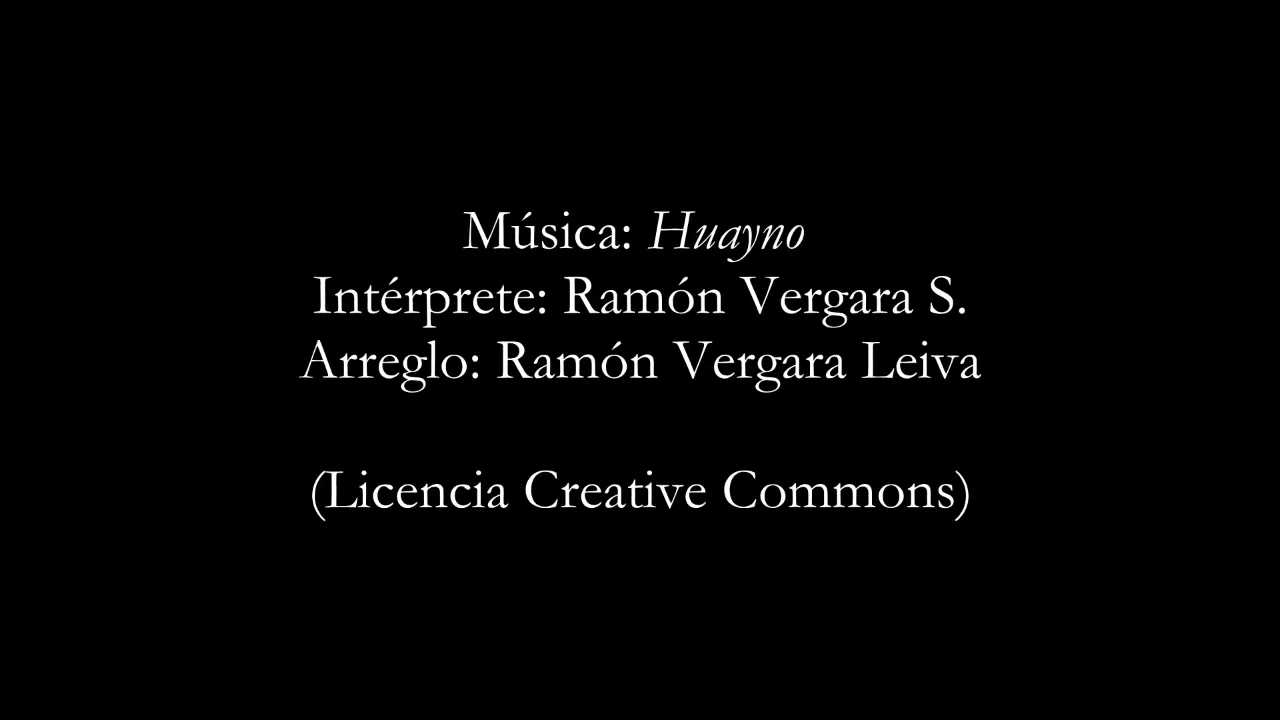 Música: Huayno
Intérprete: Ramón Vergara S.
Arreglo: Ramón Vergara Leiva
(Licencia Creative Commons)